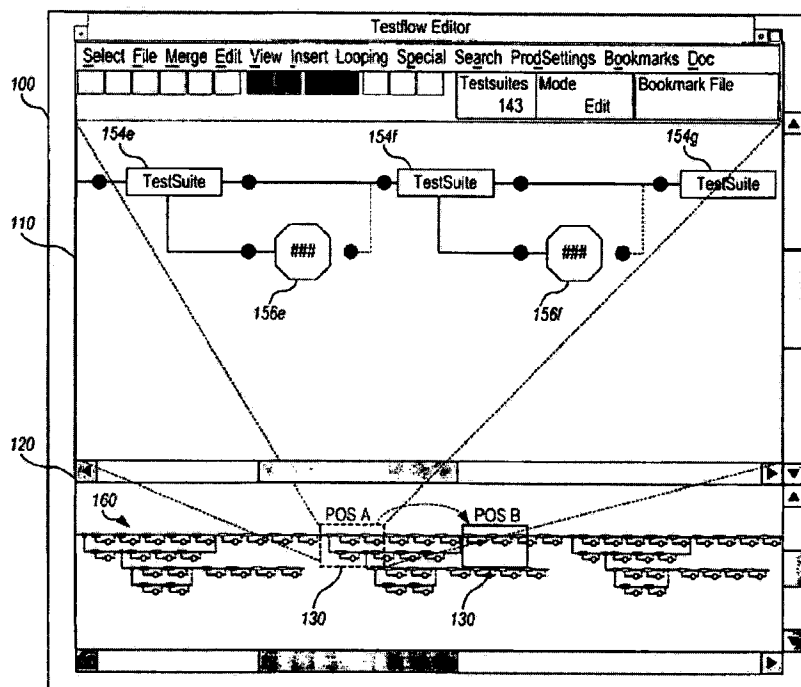 Testflow Editor
Select File Merge Edit View Insert Looping Special Search ProdSettings Bookmarks Doc
100
Testsuites Mode Bookmark File
143 Edit
154e 154f 154g
TestSuite TestSuite TestSuite
110
### ###
156e 156f
120
160 POS A POS B
130 130